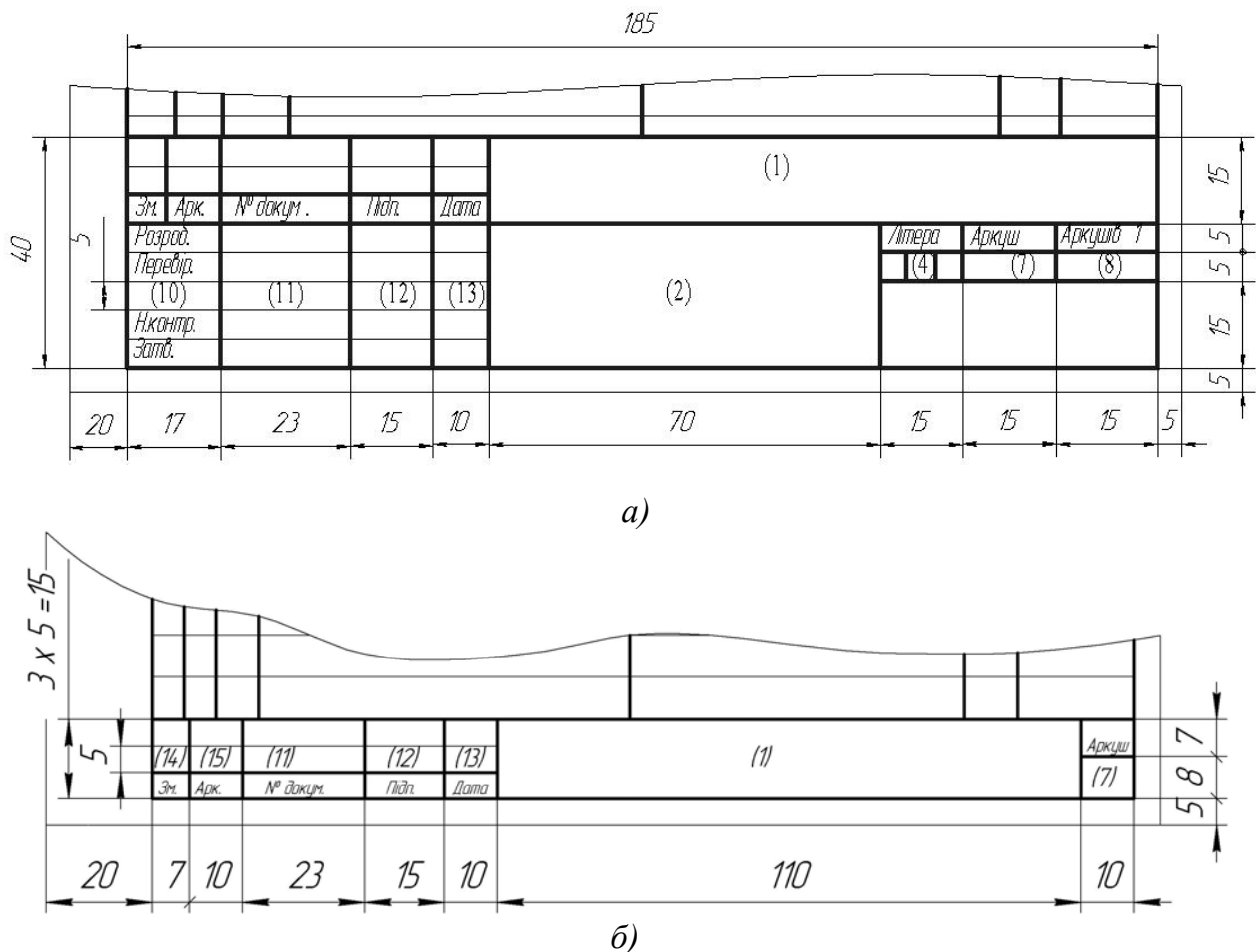 185
(1)
15
Зм. Арк. № докум. Підп. Дата
40
5
Розроб. Літера Аркуш Аркушів 1 5
Перевір. (4) (7) (8) 5
(10) (11) (12) (13) (2)
Н.контр. 15
Затв.
5
20 17 23 15 10 70 15 15 15 5
а)
3 x 5 =15
5
(14) (15) (11) (12) (13) (1) Аркуш 7
Зм. Арк. № докум. Підп. Дата (7) 8
5
20 7 10 23 15 10 110 10
б)